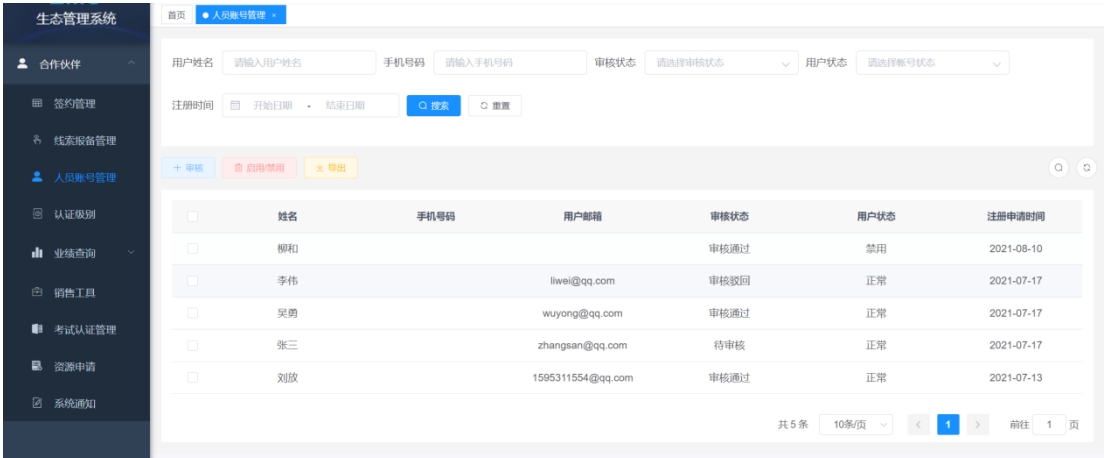 生态管理系统
首页 人员账号管理 ×
合作伙伴
签约管理
线索报备管理
人员账号管理
认证级别
业绩查询
销售工具
考试认证管理
资源申请
系统通知
用户姓名 请输入用户姓名 手机号码 请输入手机号码 审核状态 请选择审核状态 用户状态 请选择帐号状态
注册时间 开始日期 - 结束日期 搜索 重置
+ 审核 启用/禁用 导出
姓名 手机号码 用户邮箱 审核状态 用户状态 注册申请时间
柳和 审核通过 禁用 2021-08-10
李伟 liwei@qq.com 审核驳回 正常 2021-07-17
吴勇 wuyong@qq.com 审核通过 正常 2021-07-17
张三 zhangsan@qq.com 待审核 正常 2021-07-17
刘放 1595311554@qq.com 审核通过 正常 2021-07-13
共 5 条 10条/页 < 1 > 前往 1 页